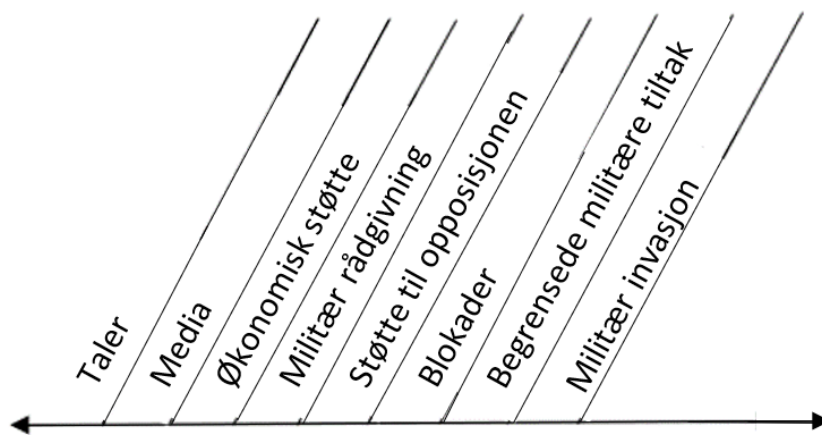 Taler
Media
Økonomisk støtte
Militær rådgivning
Støtte til opposisjonen
Blokader
Begrensede militære tiltak
Militær invasjon